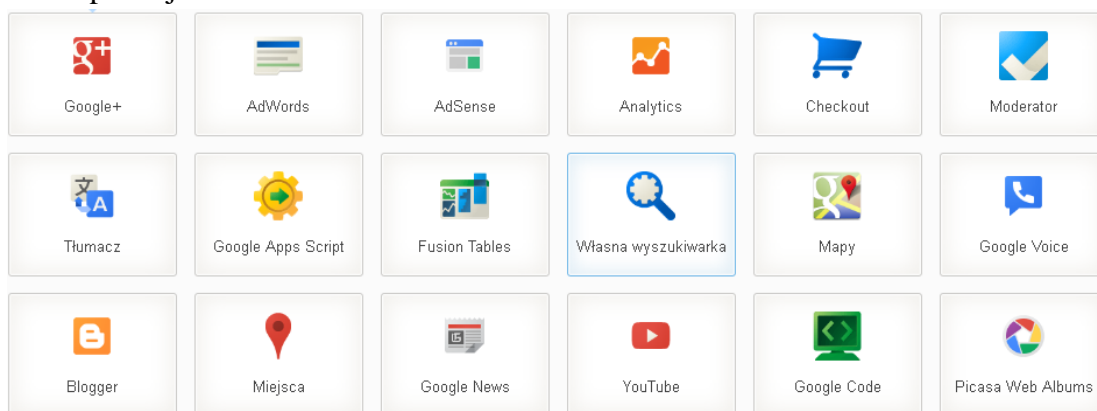 Google+ AdWords AdSense Analytics Checkout Moderator
Tłumacz Google Apps Script Fusion Tables Własna wyszukiwarka Mapy Google Voice
Blogger Miejsca Google News YouTube Google Code Picasa Web Albums